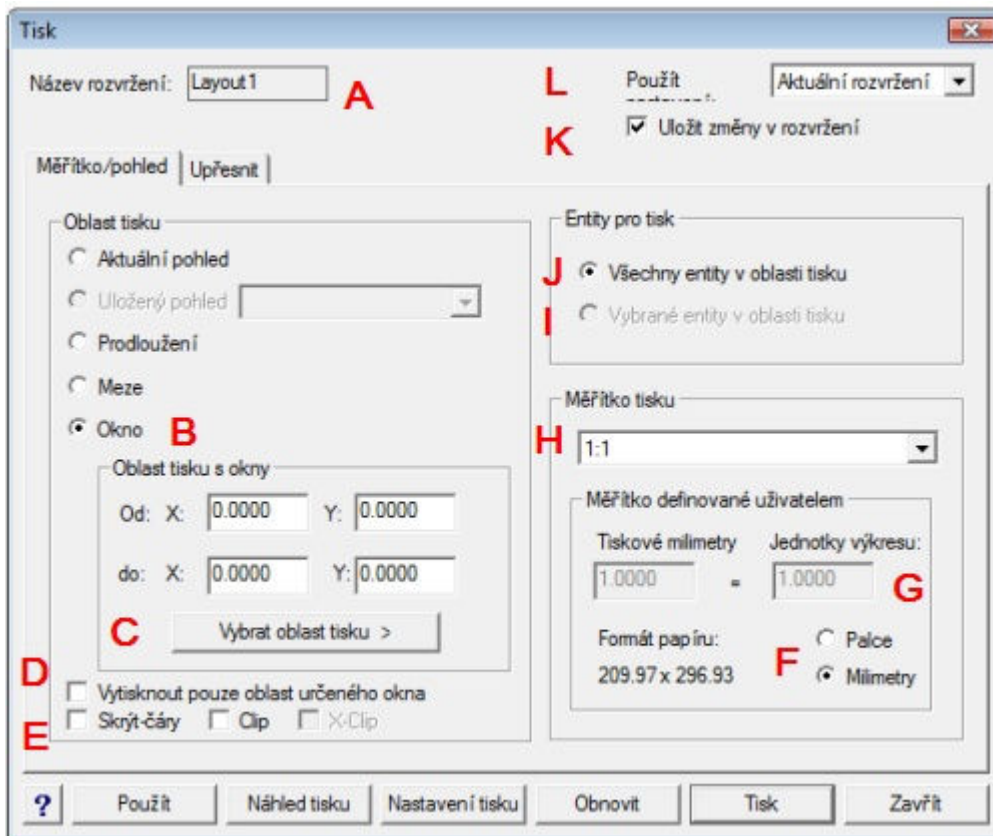 Tisk
Název rozvržení: Layout1 A
L Použít Aktuální rozvržení
K Uložit změny v rozvržení
Měřítko/pohled Upřesnit
Oblast tisku
Aktuální pohled
Uložený pohled
Prodloužení
Meze
Okno B
Oblast tisku s okny
Od: X: 0.0000 Y: 0.0000
do: X: 0.0000 Y: 0.0000
C Vybrat oblast tisku >
D Vytisknout pouze oblast určeného okna
E Skrýt-čáry Clip X-Clip
Entity pro tisk
J Všechny entity v oblasti tisku
I Vybrané entity v oblasti tisku
Měřítko tisku
H 1:1
Měřítko definované uživatelem
Tiskové milimetry Jednotky výkresu:
1.0000 = 1.0000 G
Formát papíru: Palce
209.97 x 296.93 F Milimetry
? Použít Náhled tisku Nastavení tisku Obnovit Tisk Zavřít